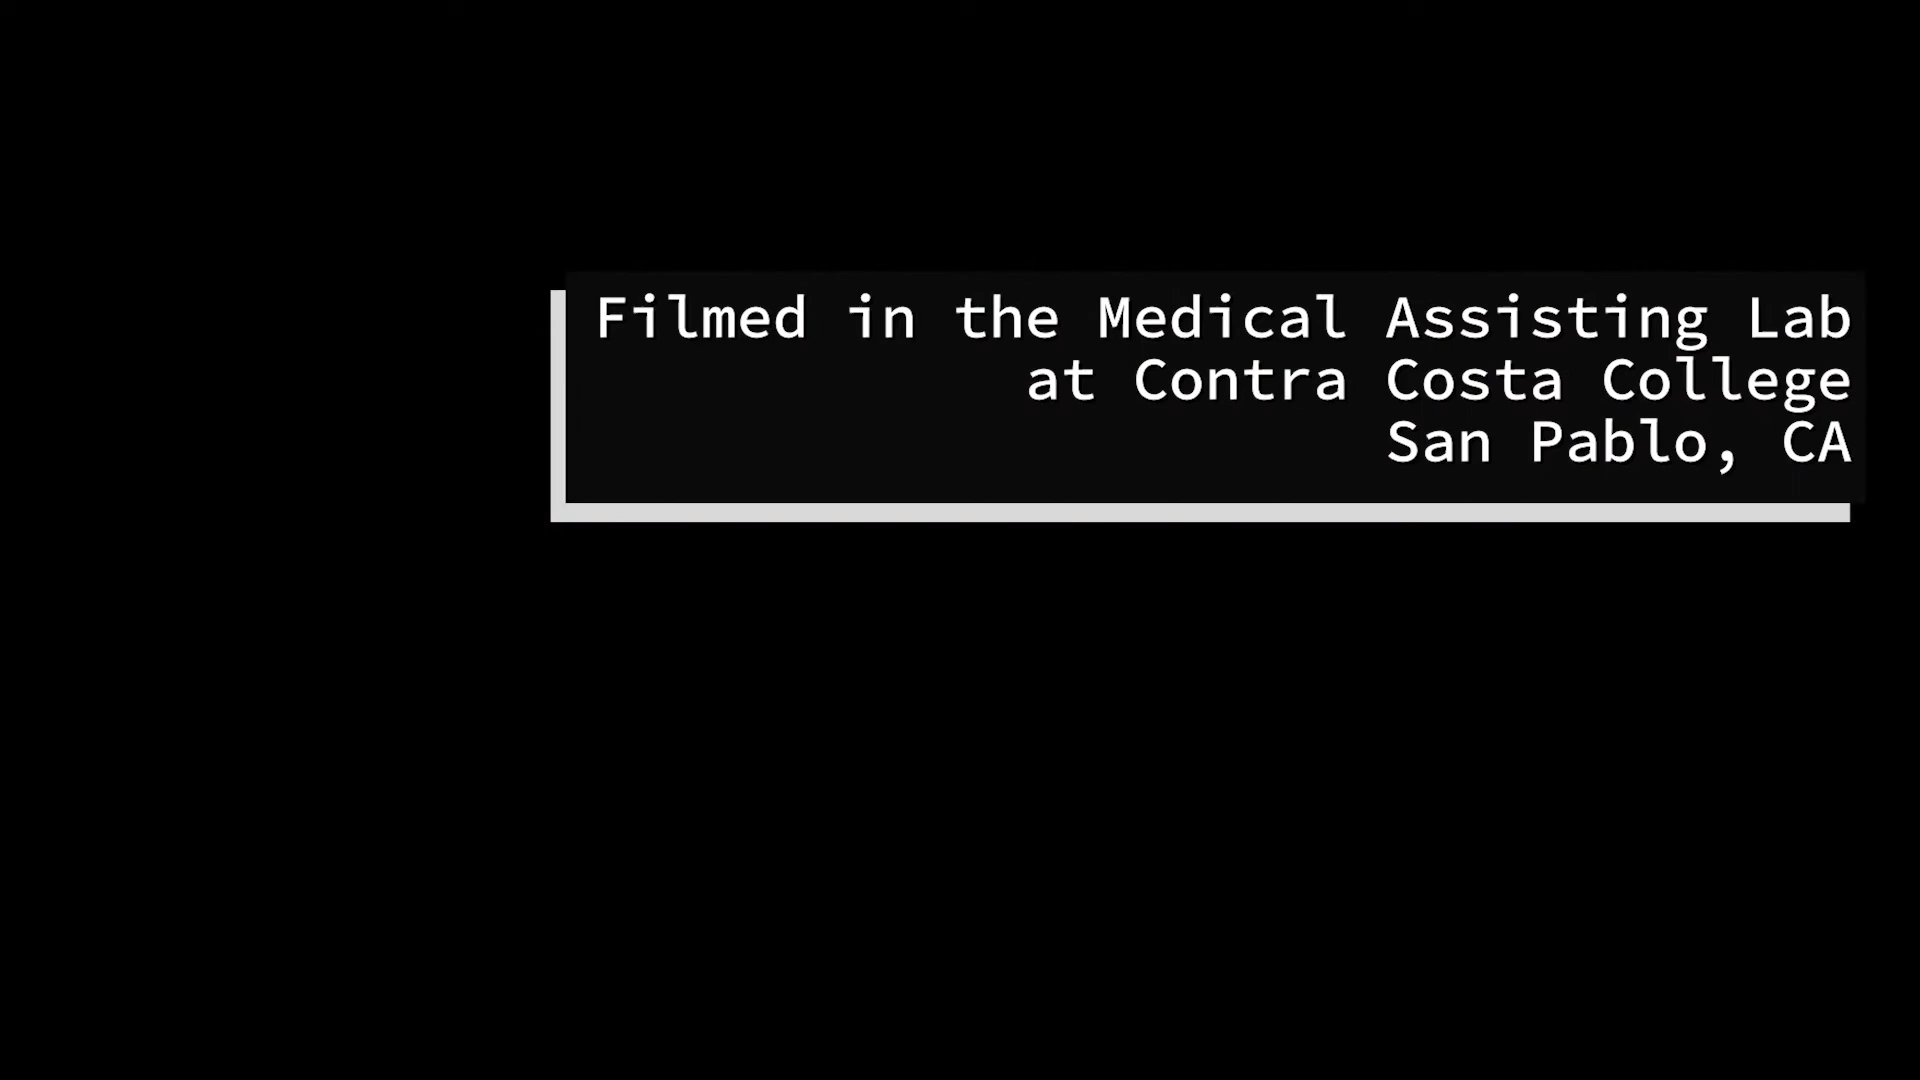 Filmed in the Medical Assisting Lab
at Contra Costa College
San Pablo, CA